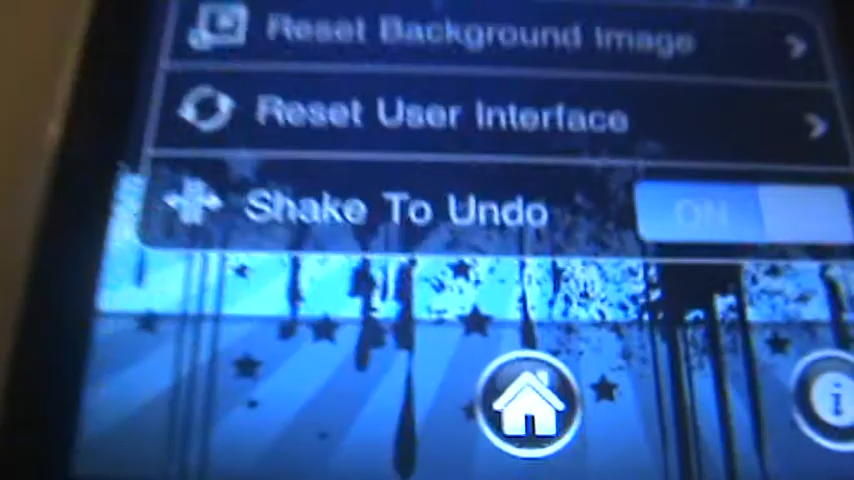 Reset Background Image
Reset User Interface
Shake To Undo
ON
i